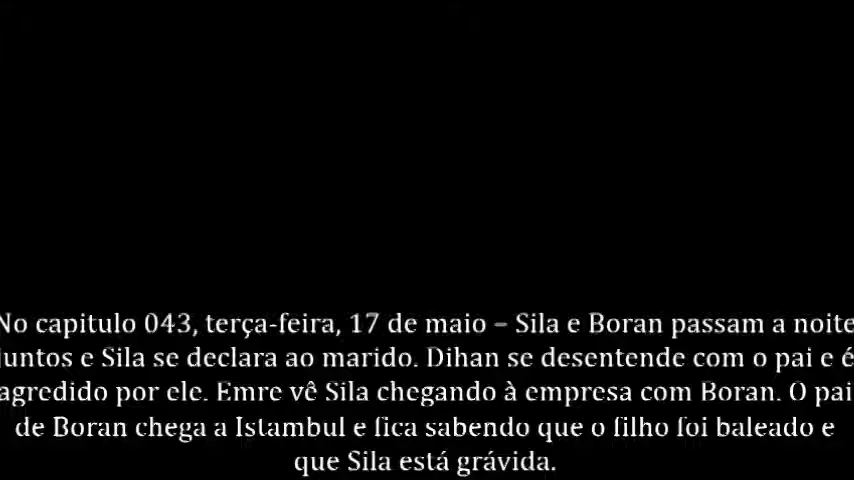 No capitulo 043, terça-feira, 17 de maio – Sila e Boran passam a noite
juntos e Sila se declara ao marido. Dihan se desentende com o pai e é
agredido por ele. Emre vê Sila chegando à empresa com Boran. O pai
de Boran chega a Istambul e fica sabendo que o filho foi baleado e
que Sila está grávida.